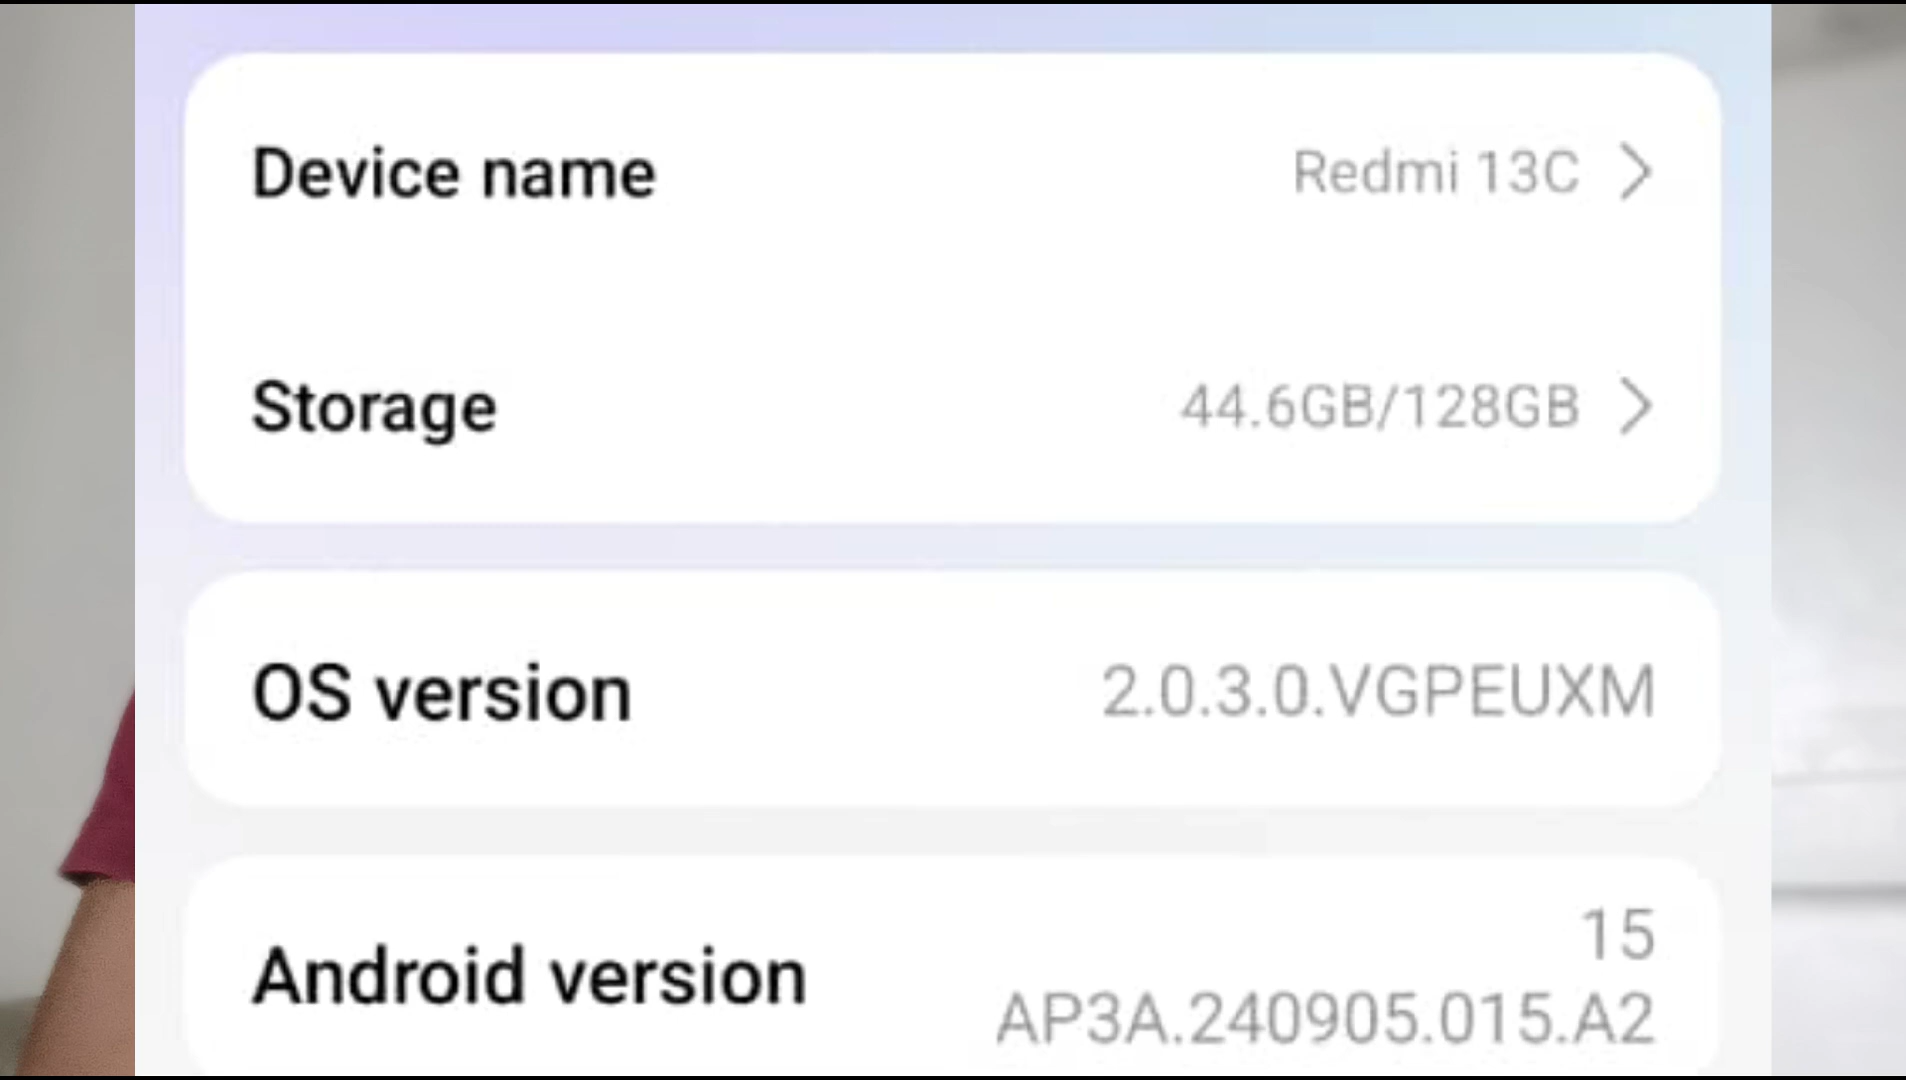 Device name
Redmi 13C
Storage
44.6GB/128GB
OS version
2.0.3.0.VGPEUXM
Android version
15
AP3A.240905.015.A2